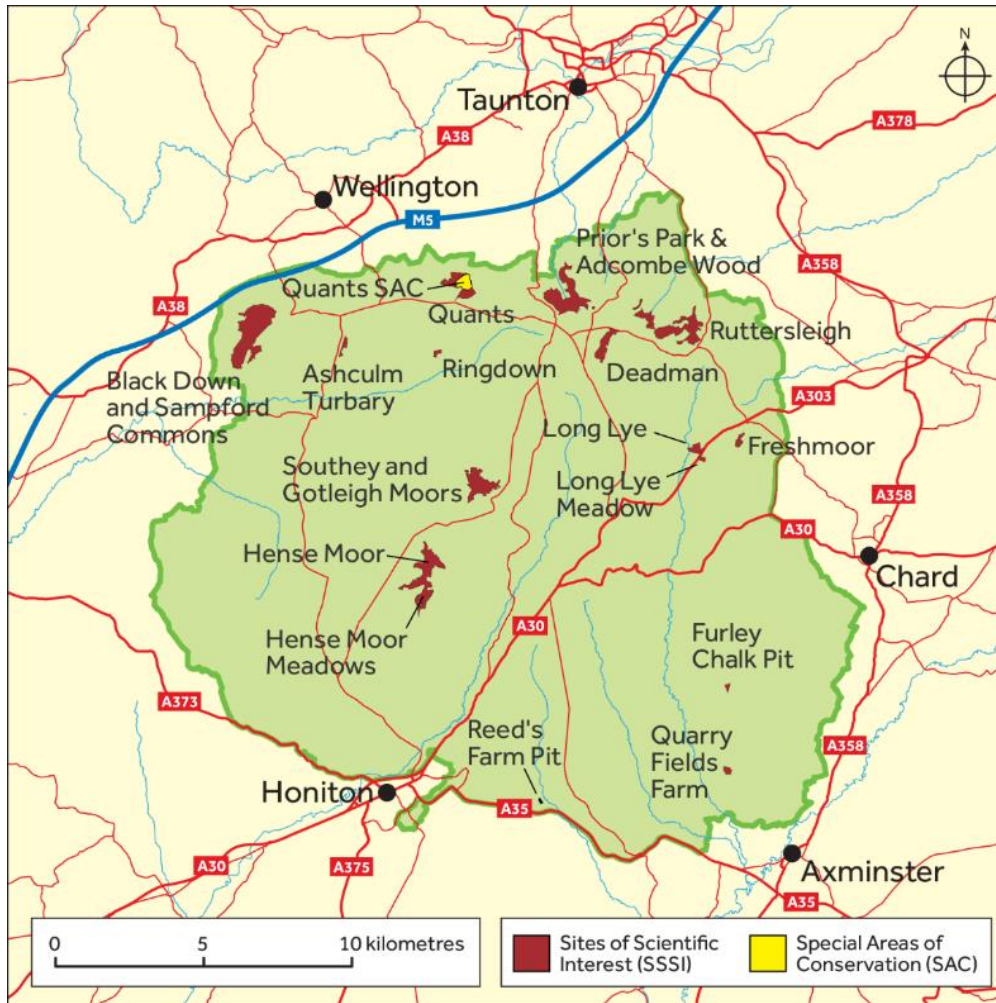 N
Taunton
A378
A38
Wellington
M5
Prior's Park &
Adcombe Wood
A358
A38
Quants SAC
Quants
Ruttersleigh
Black Down
and Sampford
Commons
Ashculm
Turbary
Ringdown
Deadman
A303
Long Lye
Freshmoor
Southey and
Gotleigh Moors
Long Lye
Meadow
A358
A30
Hense Moor
Chard
A30
Hense Moor
Meadows
Furley
Chalk Pit
A373
Reed's
Farm Pit
Quarry
Fields
Farm
A358
Honiton
A35
A30
A375
Axminster
A35
0
5
10 kilometres
Sites of Scientific
Interest (SSSI)
Special Areas of
Conservation (SAC)